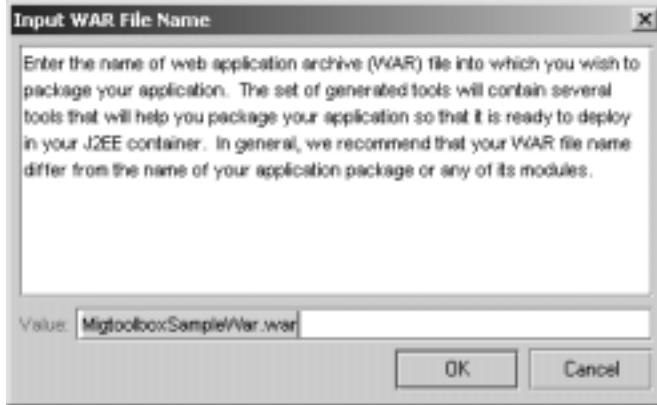 Input WAR File Name
Enter the name of web application archive (WAR) file into which you wish to
package your application.  The set of generated tools will contain several
tools that will help you package your application so that it is ready to deploy
in your J2EE container.  In general, we recommend that your WAR file name
differ from the name of your application package or any of its modules.
Value: MigtoolboxSampleWar.war
OK Cancel